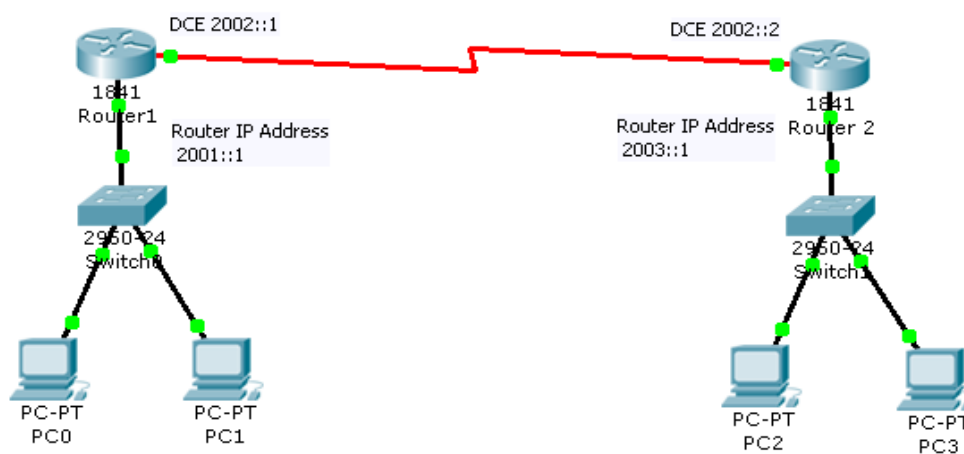 DCE 2002::1
DCE 2002::2
1841
Router1
1841
Router 2
Router IP Address
2001::1
Router IP Address
2003::1
2950-24
Switch0
2950-24
Switch1
PC-PT
PC0
PC-PT
PC1
PC-PT
PC2
PC-PT
PC3